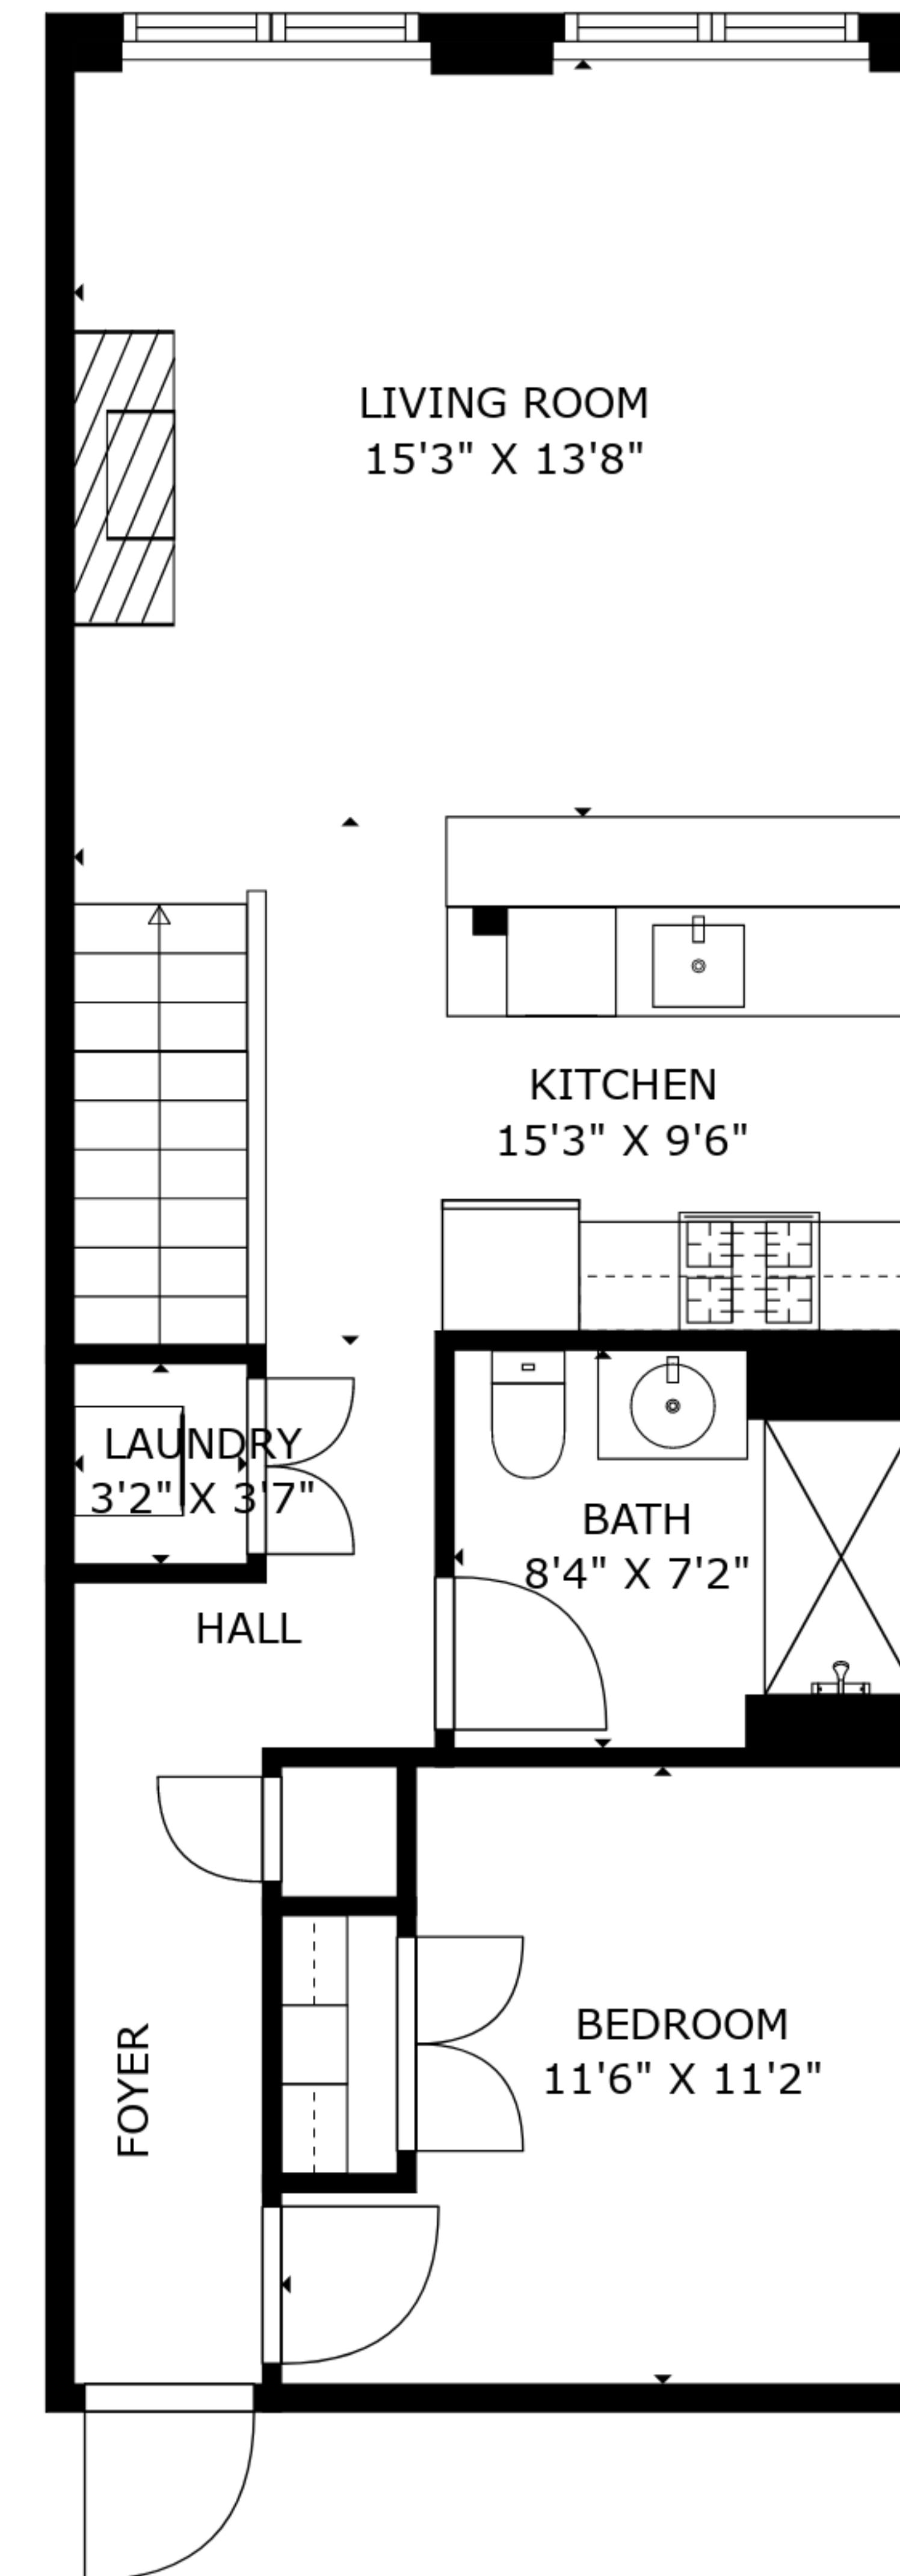 LIVING ROOM
15'3" X 13'8"
KITCHEN
15'3" X 9'6"
LAUNDRY
3'2" X 3'7"
BATH
8'4" X 7'2"
HALL
BEDROOM
11'6" X 11'2"
FOYER